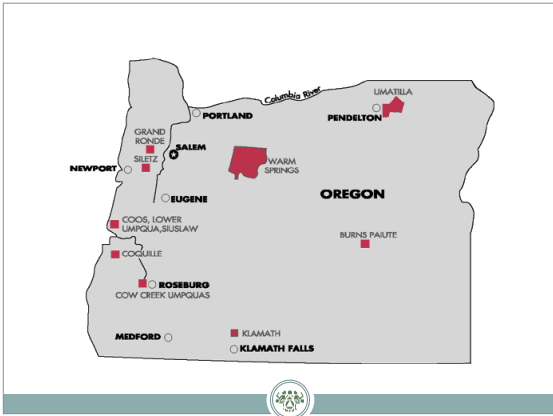 Columbia River
UMATILLA
PORTLAND
PENDELTON
GRAND
RONDE
SALEM
SILETZ
WARM
SPRINGS
NEWPORT
OREGON
EUGENE
COOS, LOWER
UMPQUA,SIUSLAW
BURNS PAIUTE
COQUILLE
ROSEBURG
COW CREEK UMPQUAS
MEDFORD
KLAMATH
KLAMATH FALLS